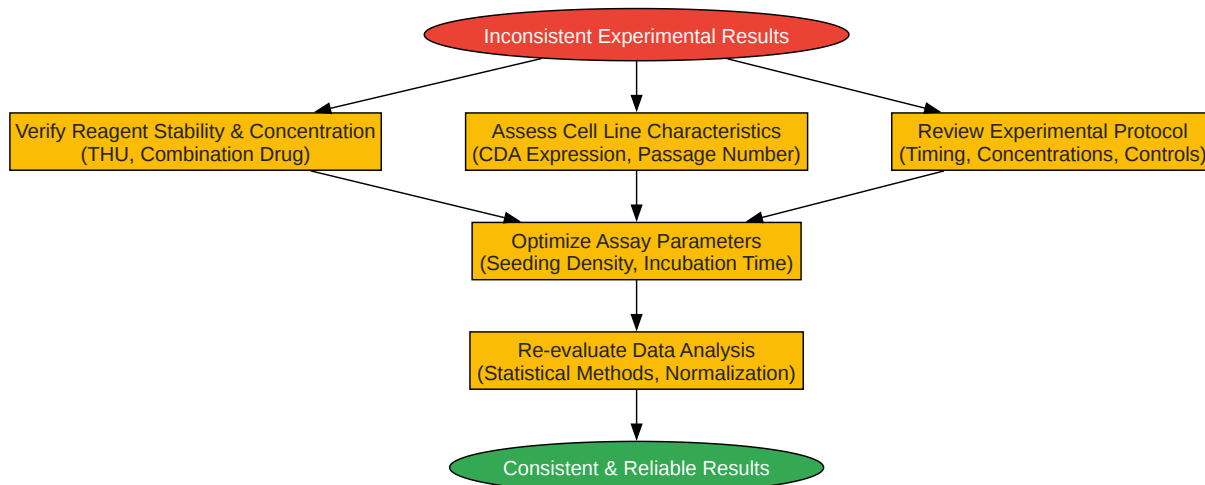 Inconsistent Experimental Results
Verify Reagent Stability & Concentration
(THU, Combination Drug)
Assess Cell Line Characteristics
(CDA Expression, Passage Number)
Review Experimental Protocol
(Timing, Concentrations, Controls)
Optimize Assay Parameters
(Seeding Density, Incubation Time)
Re-evaluate Data Analysis
(Statistical Methods, Normalization)
Consistent & Reliable Results